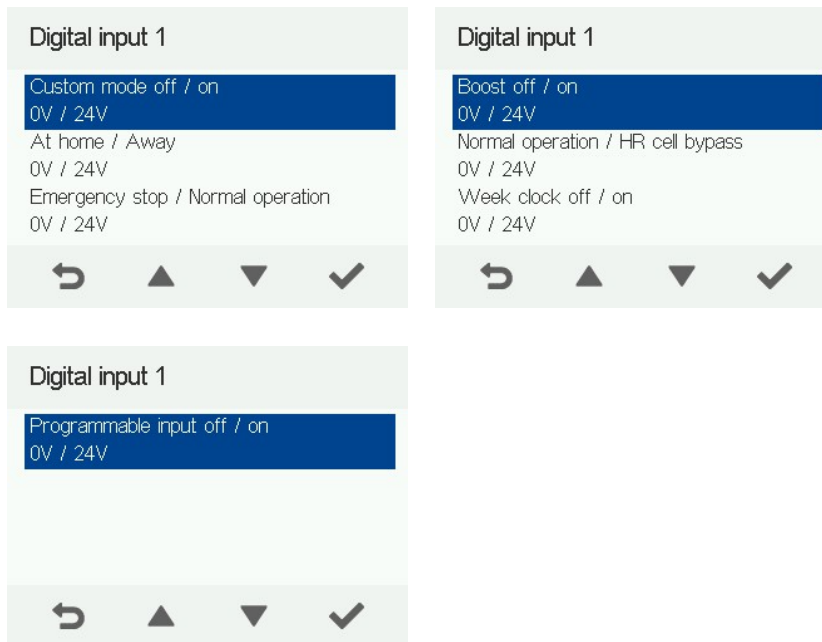 Digital input 1
Custom mode off / on
0V / 24V
At home / Away
0V / 24V
Emergency stop / Normal operation
0V / 24V
Digital input 1
Boost off / on
0V / 24V
Normal operation / HR cell bypass
0V / 24V
Week clock off / on
0V / 24V
Digital input 1
Programmable input off / on
0V / 24V